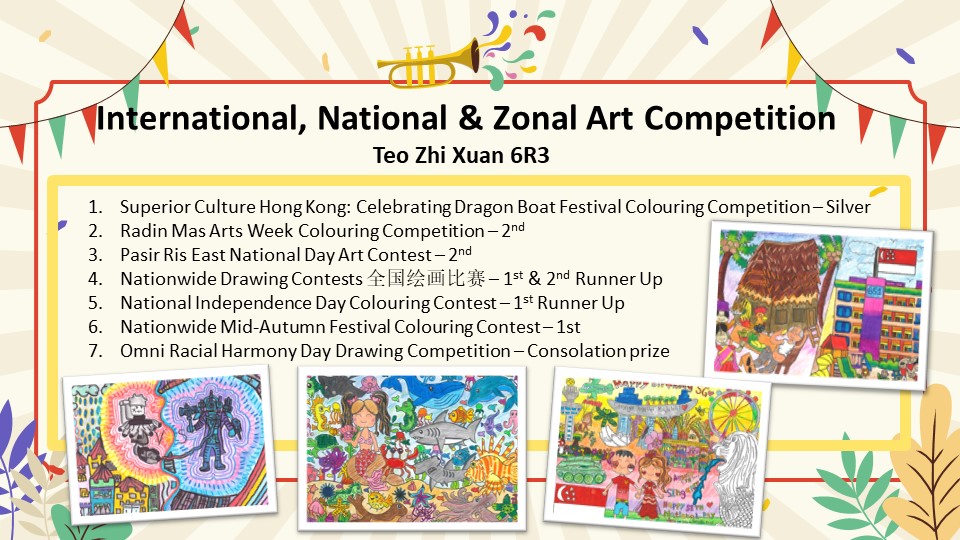 International, National & Zonal Art Competition
Teo Zhi Xuan 6R3
1. Superior Culture Hong Kong: Celebrating Dragon Boat Festival Colouring Competition – Silver
2. Radin Mas Arts Week Colouring Competition – 2nd
3. Pasir Ris East National Day Art Contest – 2nd
4. Nationwide Drawing Contests 全国绘画比赛 – 1st & 2nd Runner Up
5. National Independence Day Colouring Contest – 1st Runner Up
6. Nationwide Mid-Autumn Festival Colouring Contest – 1st
7. Omni Racial Harmony Day Drawing Competition – Consolation prize
HAPPY BIRTHDAY SG